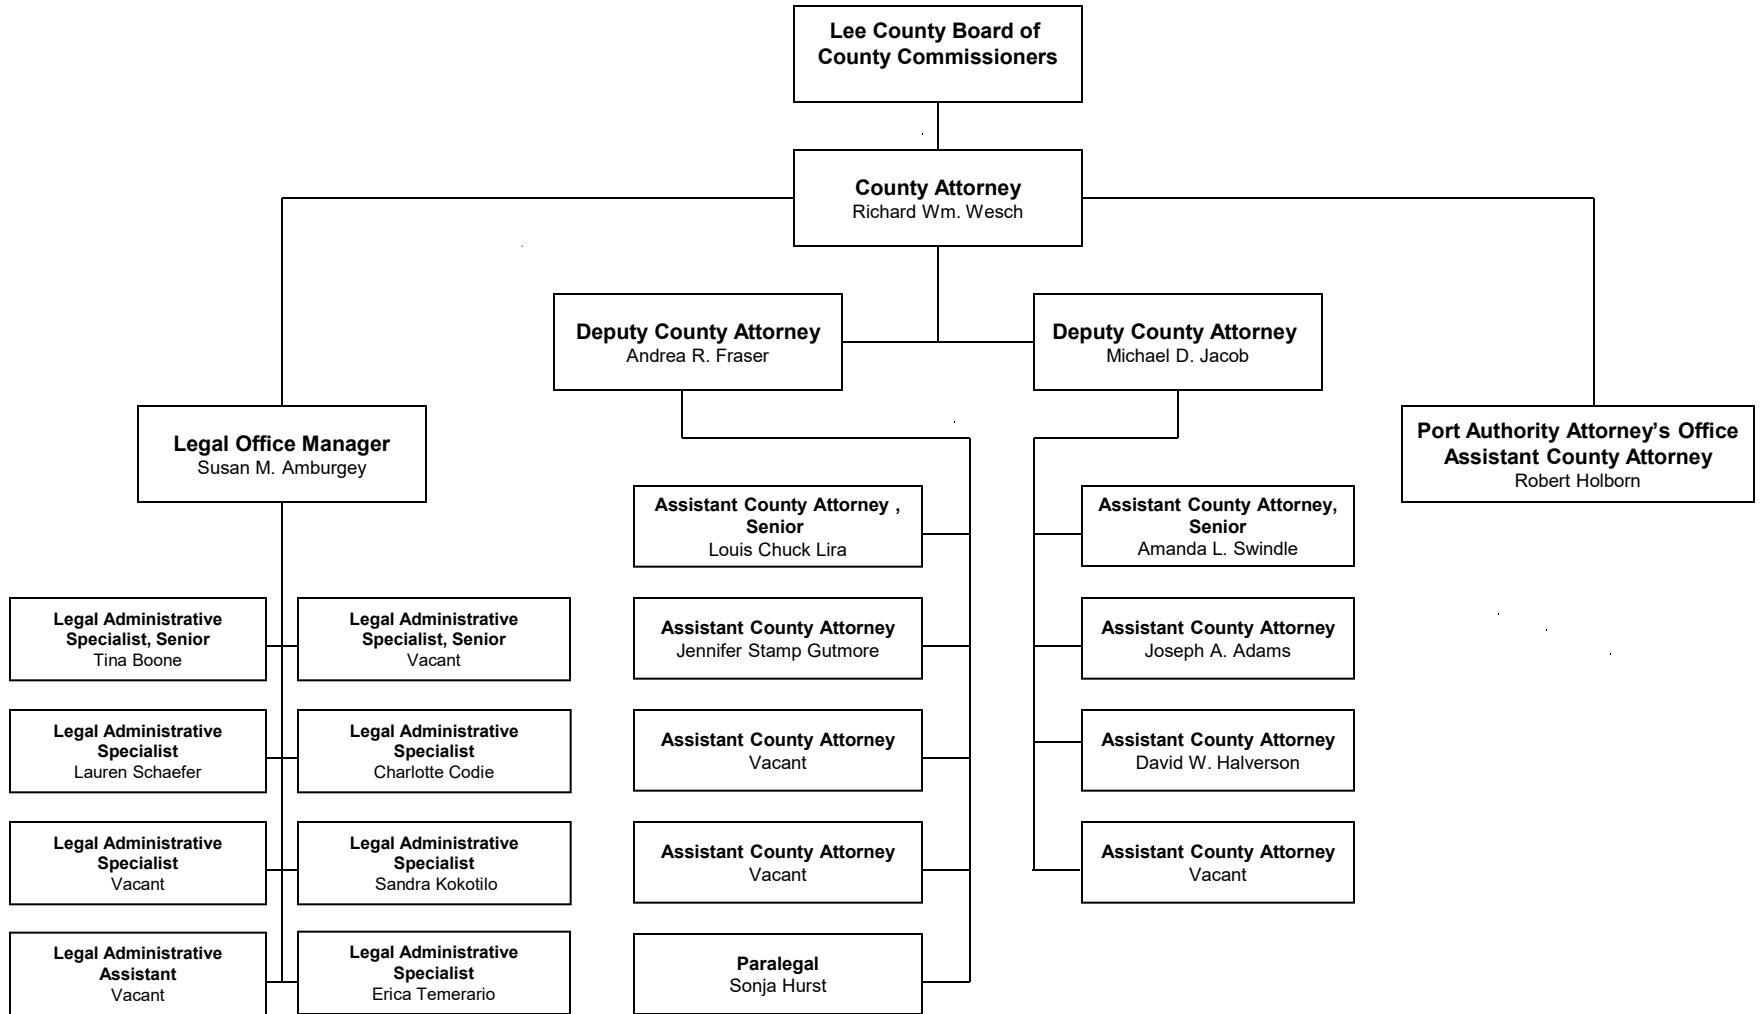 Lee County Board of
County Commissioners
County Attorney
Richard Wm. Wesch
Deputy County Attorney
Andrea R. Fraser
Deputy County Attorney
Michael D. Jacob
Legal Office Manager
Susan M. Amburgey
Port Authority Attorney’s Office
Assistant County Attorney
Robert Holborn
Legal Administrative
Specialist, Senior
Tina Boone
Legal Administrative
Specialist, Senior
Vacant
Legal Administrative
Specialist
Lauren Schaefer
Legal Administrative
Specialist
Charlotte Codie
Legal Administrative
Specialist
Vacant
Legal Administrative
Specialist
Sandra Kokotilo
Legal Administrative
Assistant
Vacant
Legal Administrative
Specialist
Erica Temerario
Assistant County Attorney ,
Senior
Louis Chuck Lira
Assistant County Attorney
Jennifer Stamp Gutmore
Assistant County Attorney
Vacant
Assistant County Attorney
Vacant
Paralegal
Sonja Hurst
Assistant County Attorney,
Senior
Amanda L. Swindle
Assistant County Attorney
Joseph A. Adams
Assistant County Attorney
David W. Halverson
Assistant County Attorney
Vacant